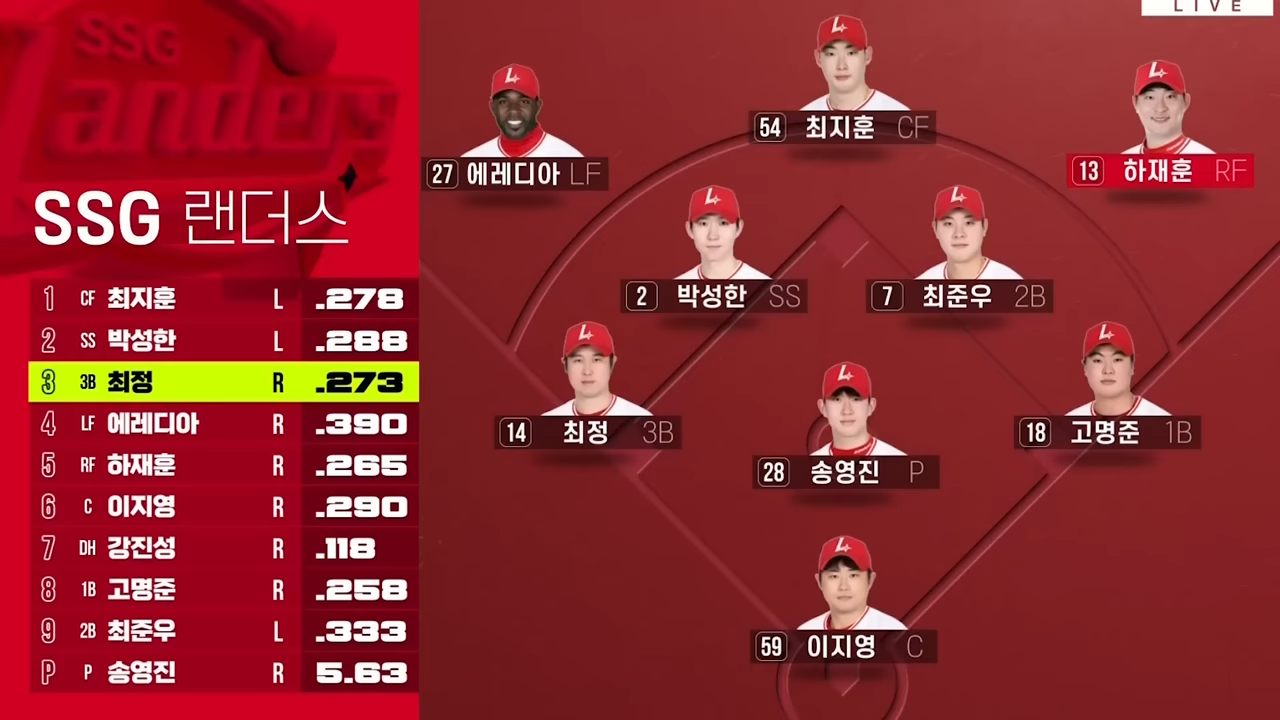 LIVE
SSG
Landers
SSG 랜더스
1 CF 최지훈 L .278
2 SS 박성한 L .288
3 3B 최정 R .273
4 LF 에레디아 R .390
5 RF 하재훈 R .265
6 C 이지영 R .290
7 DH 강진성 R .118
8 1B 고명준 R .258
9 2B 최준우 L .333
P P 송영진 R 5.63
54 최지훈 CF
27 에레디아 LF
13 하재훈 RF
2 박성한 SS
7 최준우 2B
14 최정 3B
18 고명준 1B
28 송영진 P
59 이지영 C